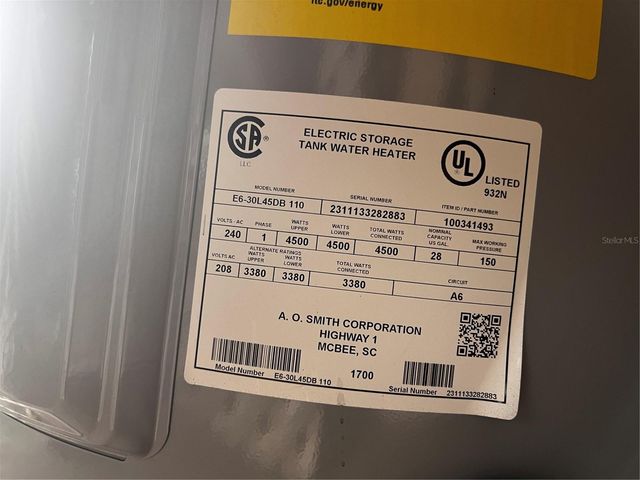 ftc.gov/energy
CSA ®
LLC
ELECTRIC STORAGE
TANK WATER HEATER
UL
LISTED
932N
MODEL NUMBER SERIAL NUMBER ITEM ID / PART NUMBER
E6-30L45DB 110 2311133282883 100341493
VOLTS - AC PHASE WATTS UPPER WATTS LOWER TOTAL WATTS CONNECTED NOMINAL CAPACITY US GAL. MAX WORKING PRESSURE
240 1 4500 4500 4500 28 150
ALTERNATE RATINGS
VOLTS AC WATTS UPPER WATTS LOWER TOTAL WATTS CONNECTED CIRCUIT
208 3380 3380 3380 A6
A. O. SMITH CORPORATION
HIGHWAY 1
MCBEE, SC
1700
Model Number E6-30L45DB 110
Serial Number 2311133282883
Stellar MLS